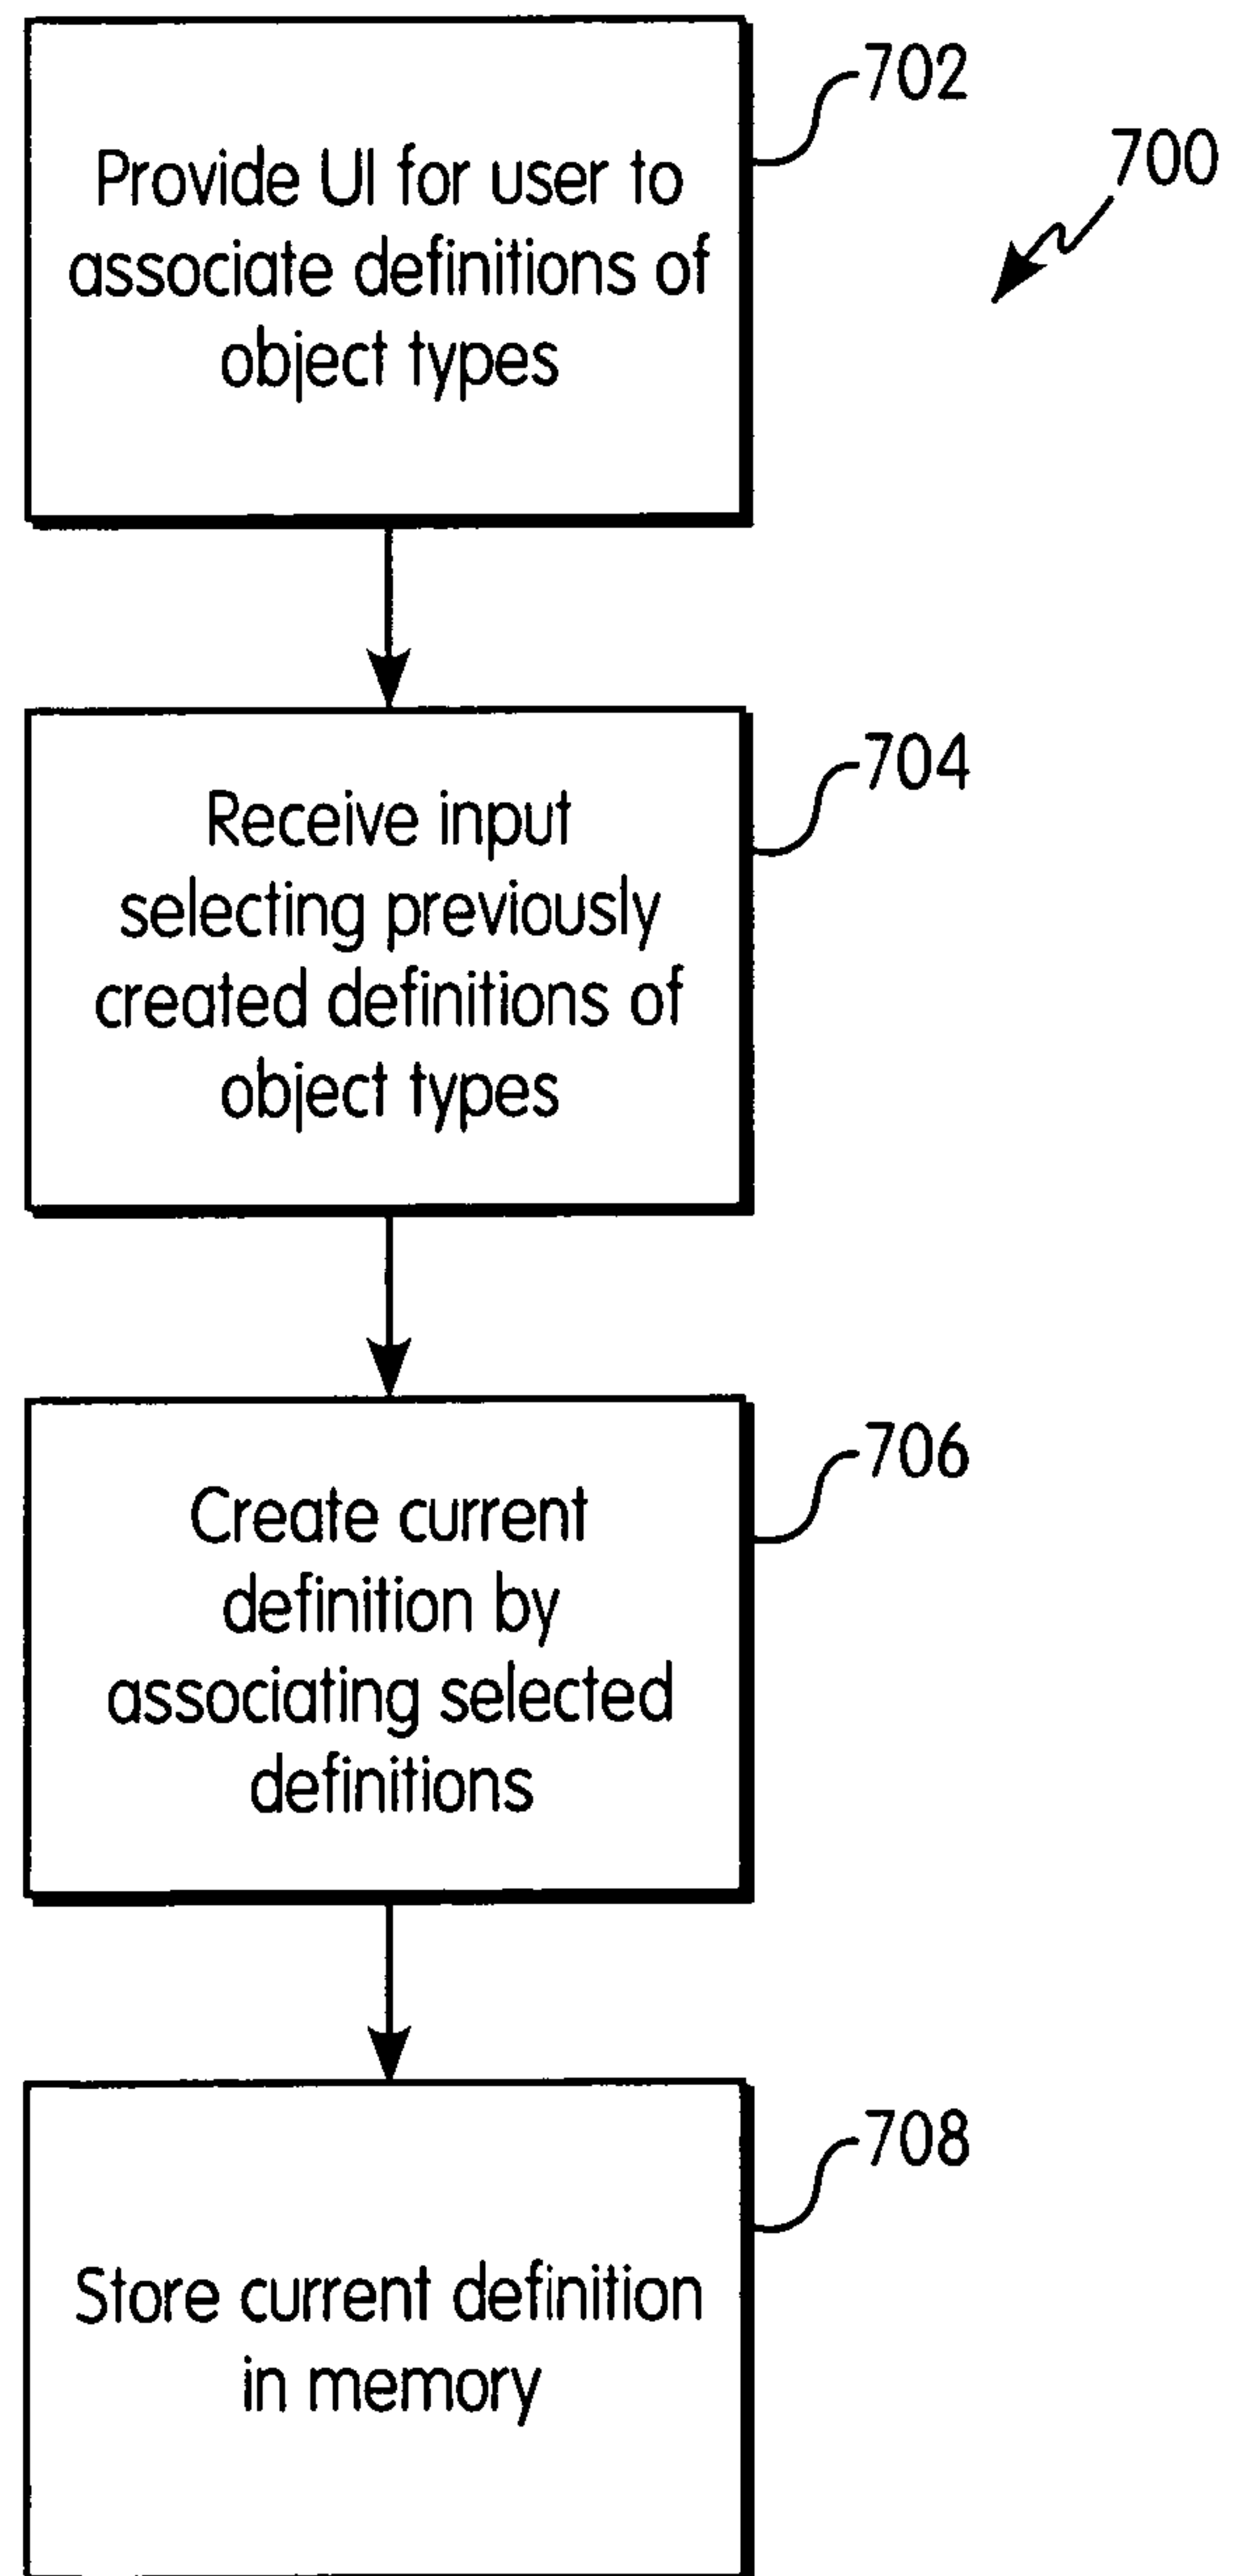 702
700
Provide UI for user to
associate definitions of
object types
704
Receive input
selecting previously
created definitions of
object types
706
Create current
definition by
associating selected
definitions
708
Store current definition
in memory